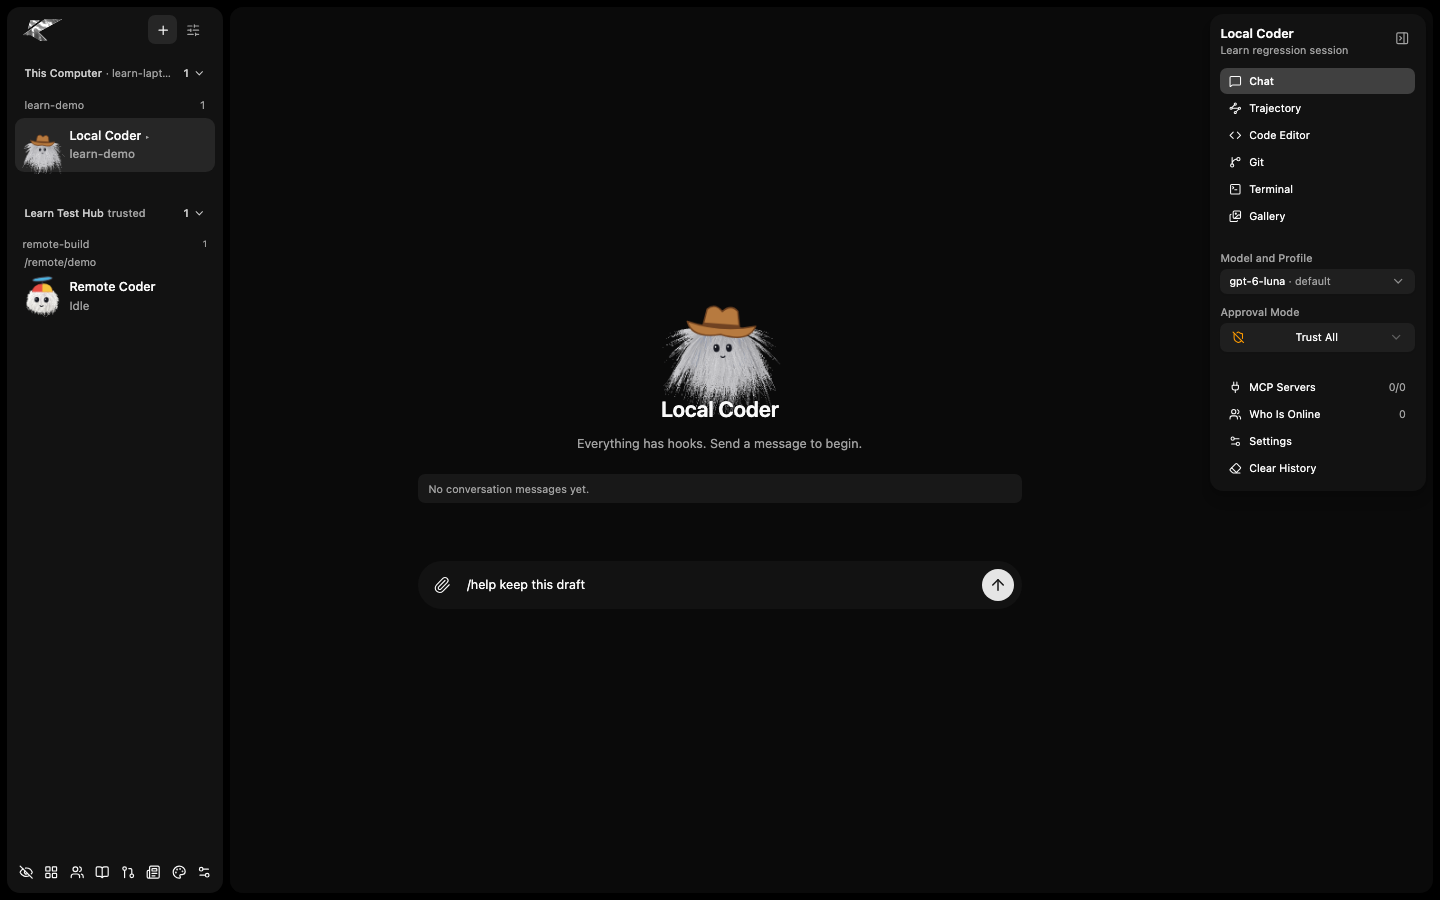 This Computer · learn-lapt... 1
learn-demo 1
Local Coder
learn-demo
Learn Test Hub trusted 1
remote-build 1
/remote/demo
Remote Coder
Idle
Local Coder
Everything has hooks. Send a message to begin.
No conversation messages yet.
/help keep this draft
Local Coder
Learn regression session
Chat
Trajectory
Code Editor
Git
Terminal
Gallery
Model and Profile
gpt-6-luna · default
Approval Mode
Trust All
MCP Servers 0/0
Who Is Online 0
Settings
Clear History